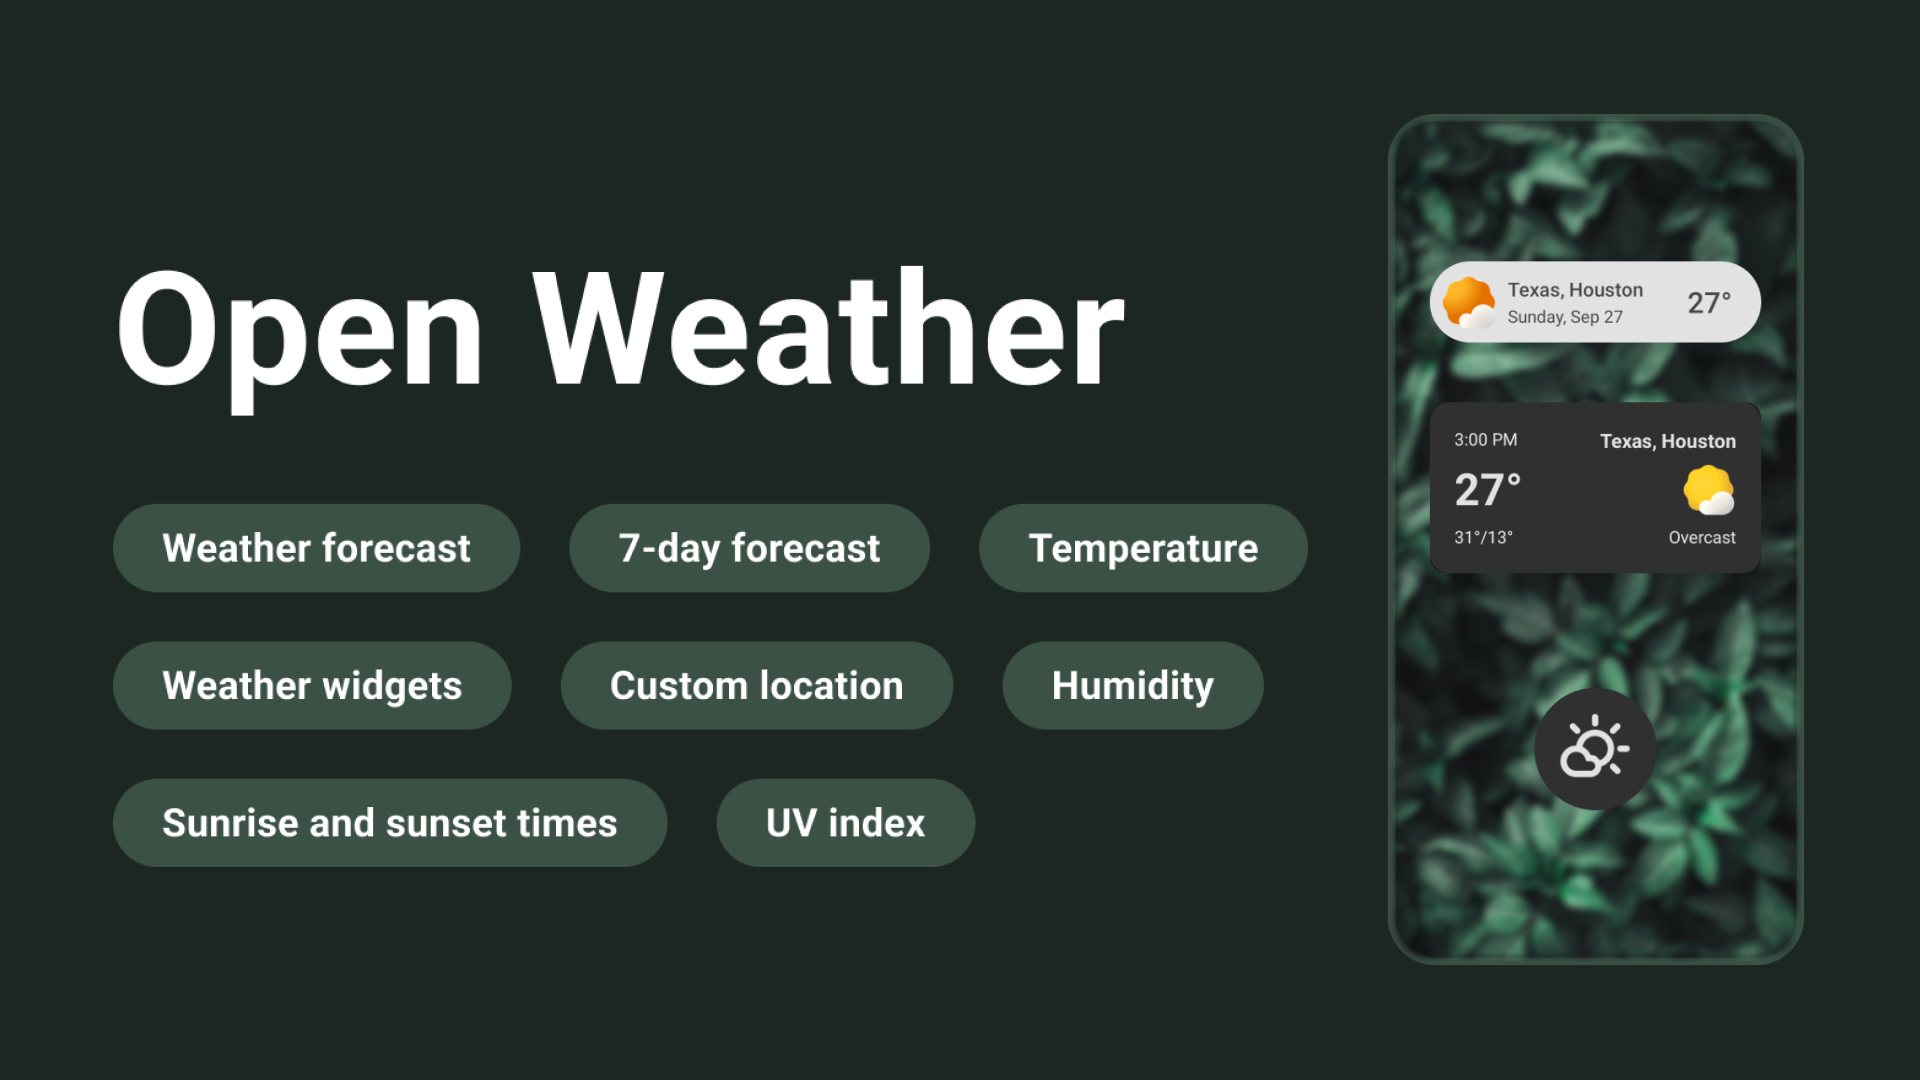 Open Weather
Weather forecast
7-day forecast
Temperature
Weather widgets
Custom location
Humidity
Sunrise and sunset times
UV index
Texas, Houston
Sunday, Sep 27
27°
3:00 PM
Texas, Houston
27°
31°/13°
Overcast